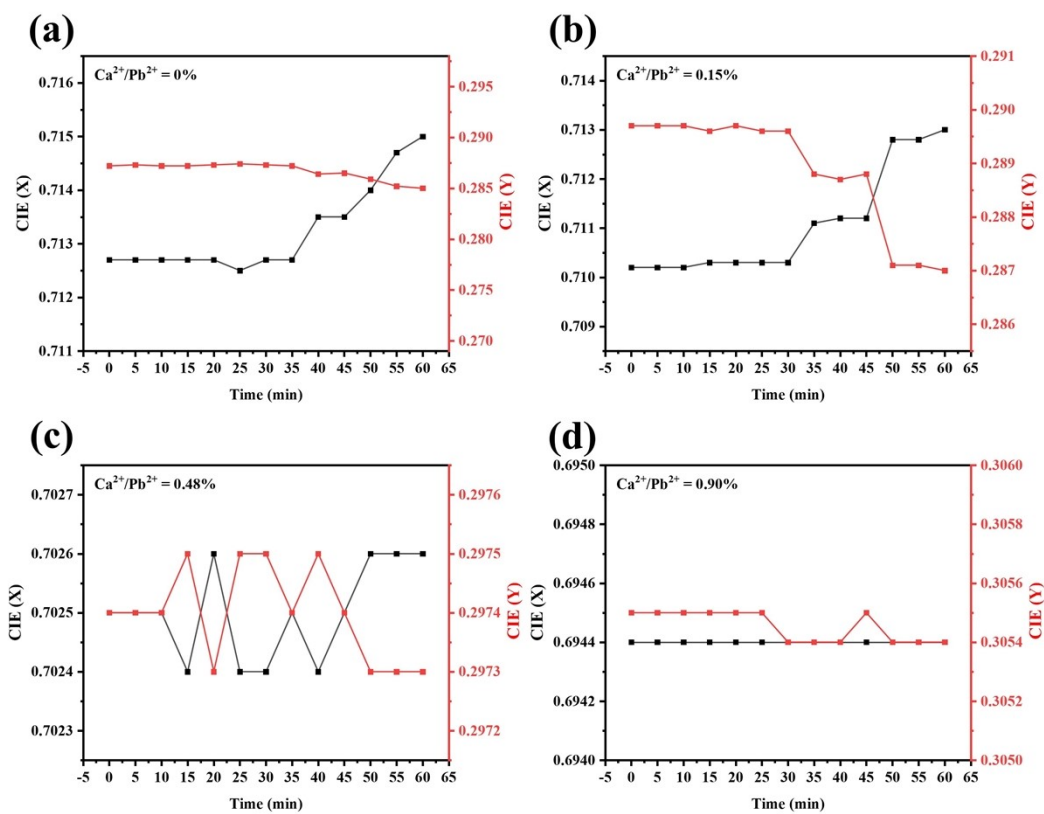 (a)
Ca²⁺/Pb²⁺ = 0%
CIE (X)
0.716
0.715
0.714
0.713
0.712
0.711
0.295
0.290
0.285
0.280
0.275
0.270
CIE (Y)
-5 0 5 10 15 20 25 30 35 40 45 50 55 60 65
Time (min)
(b)
Ca²⁺/Pb²⁺ = 0.15%
CIE (X)
0.714
0.713
0.712
0.711
0.710
0.709
0.291
0.290
0.289
0.288
0.287
0.286
CIE (Y)
-5 0 5 10 15 20 25 30 35 40 45 50 55 60 65
Time (min)
(c)
Ca²⁺/Pb²⁺ = 0.48%
CIE (X)
0.7027
0.7026
0.7025
0.7024
0.7023
0.2976
0.2975
0.2974
0.2973
0.2972
CIE (Y)
-5 0 5 10 15 20 25 30 35 40 45 50 55 60 65
Time (min)
(d)
Ca²⁺/Pb²⁺ = 0.90%
CIE (X)
0.6950
0.6948
0.6946
0.6944
0.6942
0.6940
0.3060
0.3058
0.3056
0.3054
0.3052
0.3050
CIE (Y)
-5 0 5 10 15 20 25 30 35 40 45 50 55 60 65
Time (min)